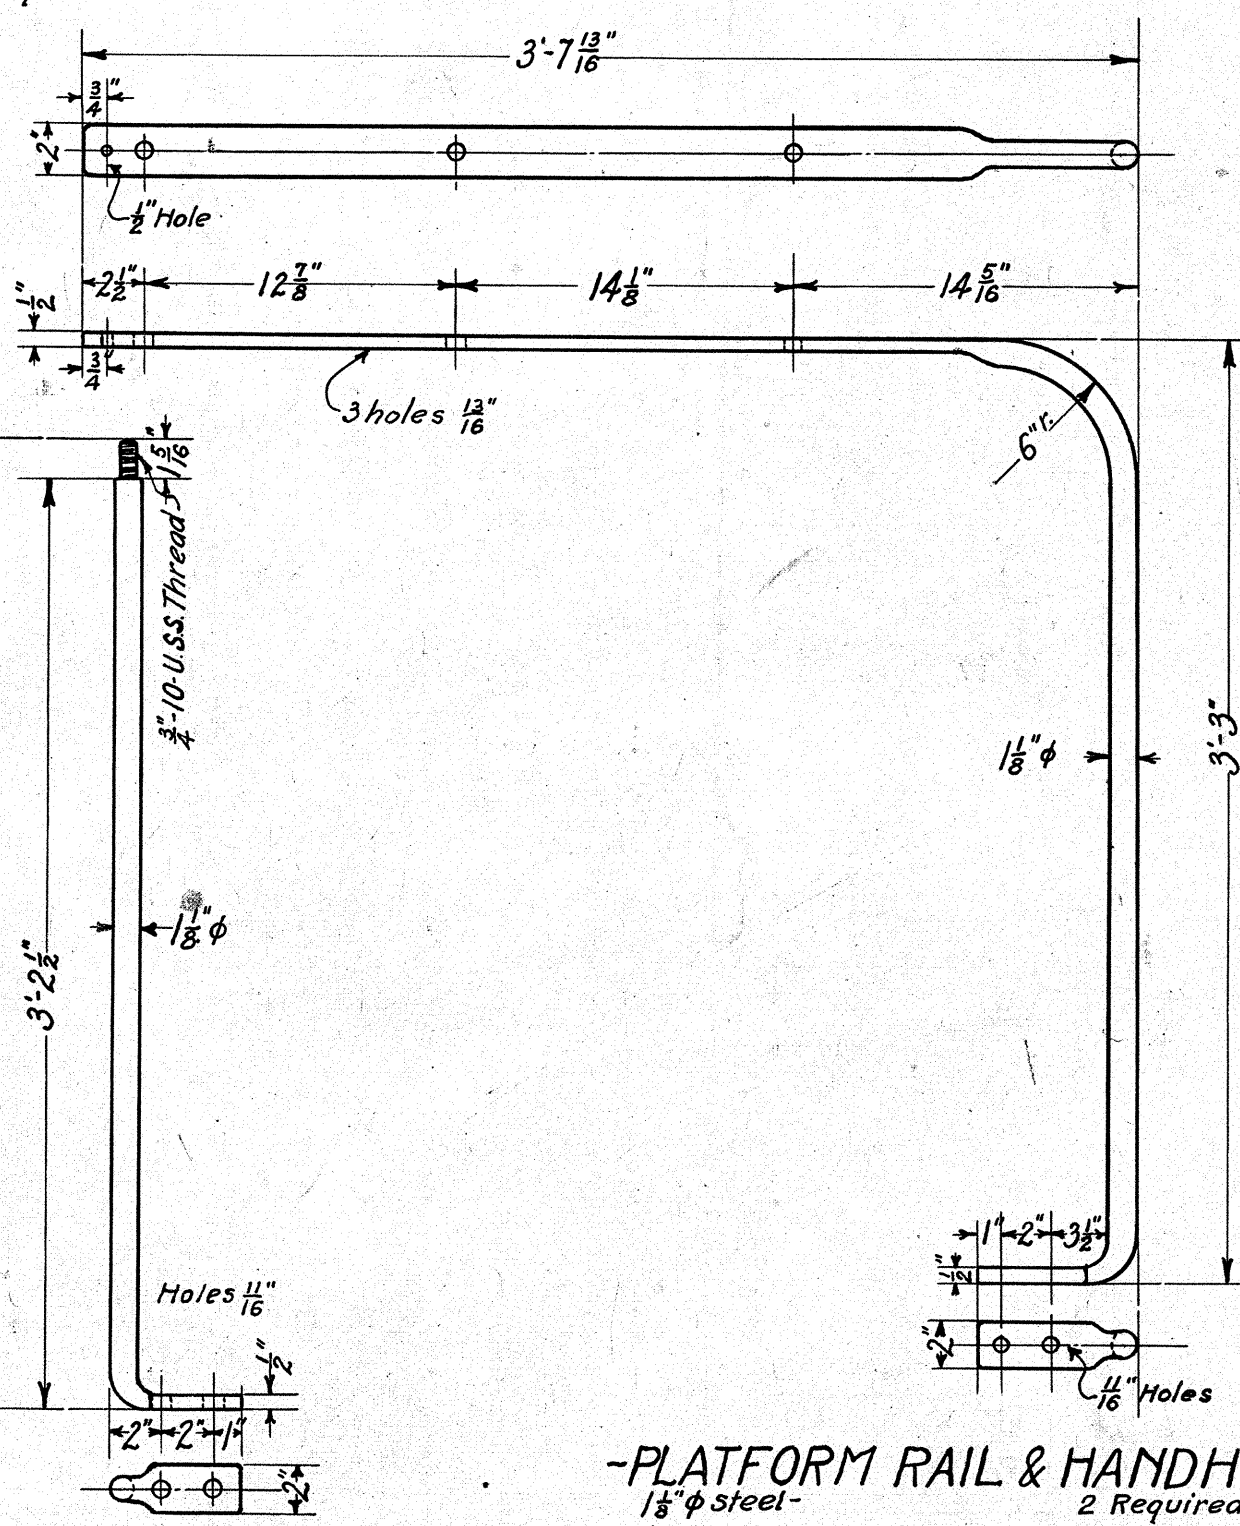 3'-7 13/16"
3/4"
2"
1/2" Hole
2 1/2" 12 7/8" 14 1/8" 14 5/16"
1/2"
3/4"
3 holes 13/16"
6" r.
1 5/16"
3/4"-10-U.S.S. Thread
3'-3"
1 1/8" ϕ
1 1/8" ϕ
3'-2 1/2"
1" 2" 3 1/2"
1/2"
Holes 11/16"
1/2"
2"
11/16" Holes
2" 2" 1"
2"
-PLATFORM RAIL & HANDH
1 1/8" ϕ steel- 2 Required